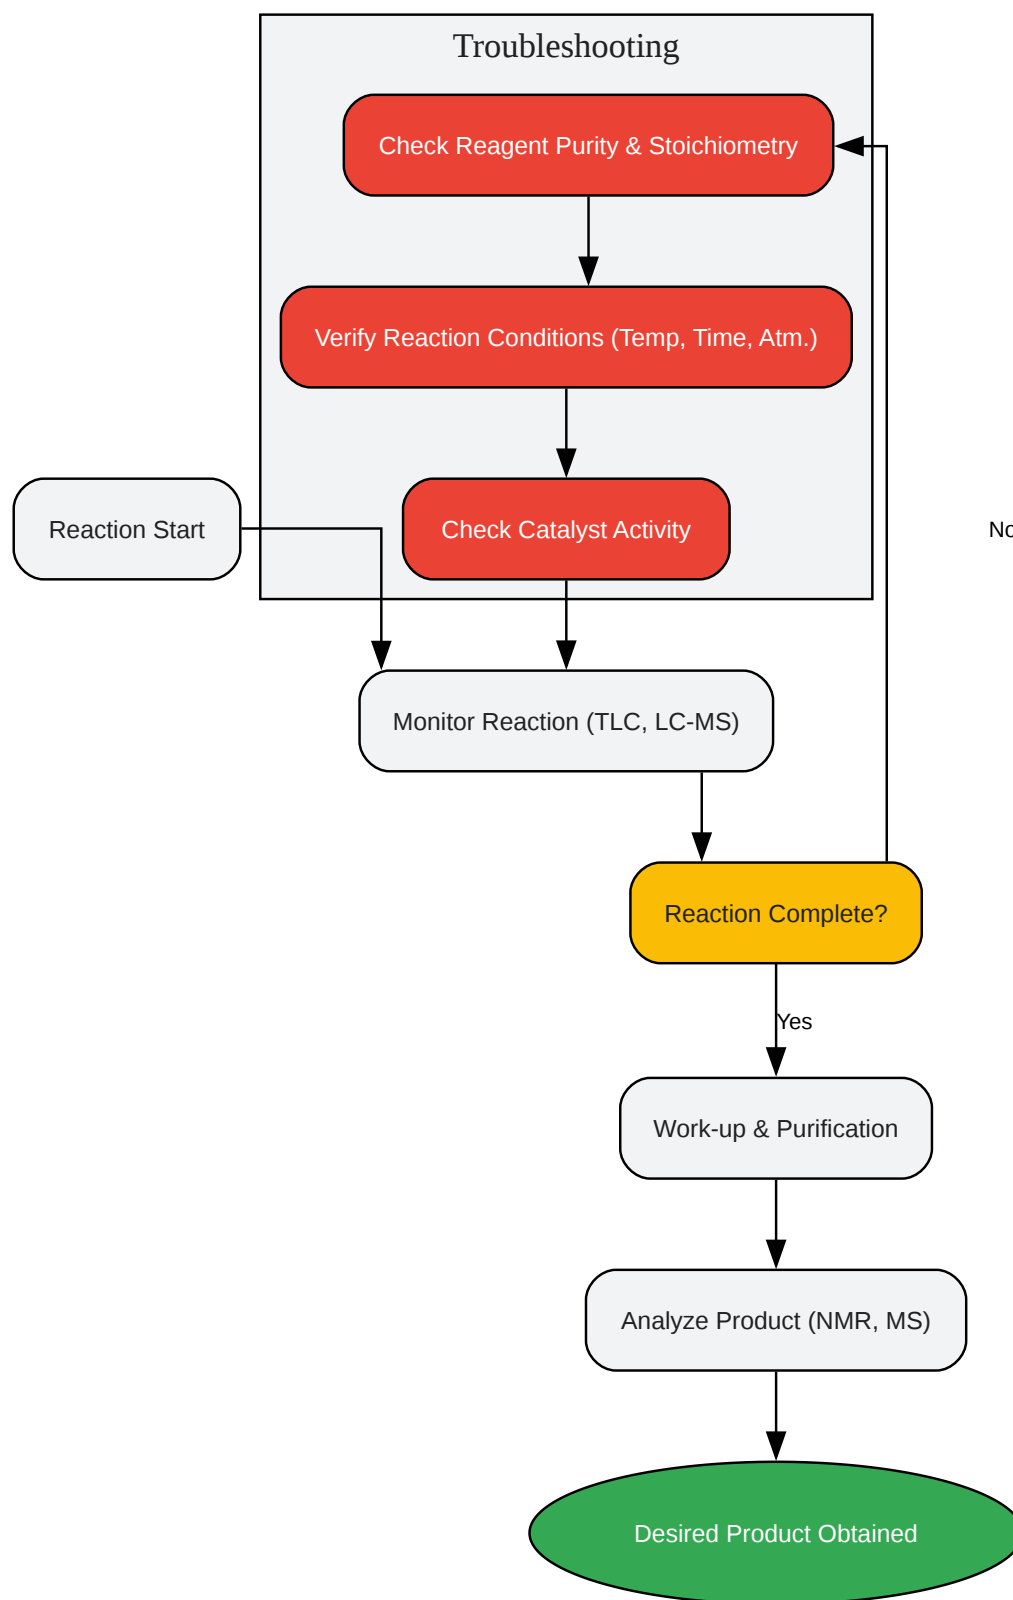 Troubleshooting
Check Reagent Purity & Stoichiometry
Verify Reaction Conditions (Temp, Time, Atm.)
Reaction Start
Check Catalyst Activity
No
Monitor Reaction (TLC, LC-MS)
Reaction Complete?
Yes
Work-up & Purification
Analyze Product (NMR, MS)
Desired Product Obtained